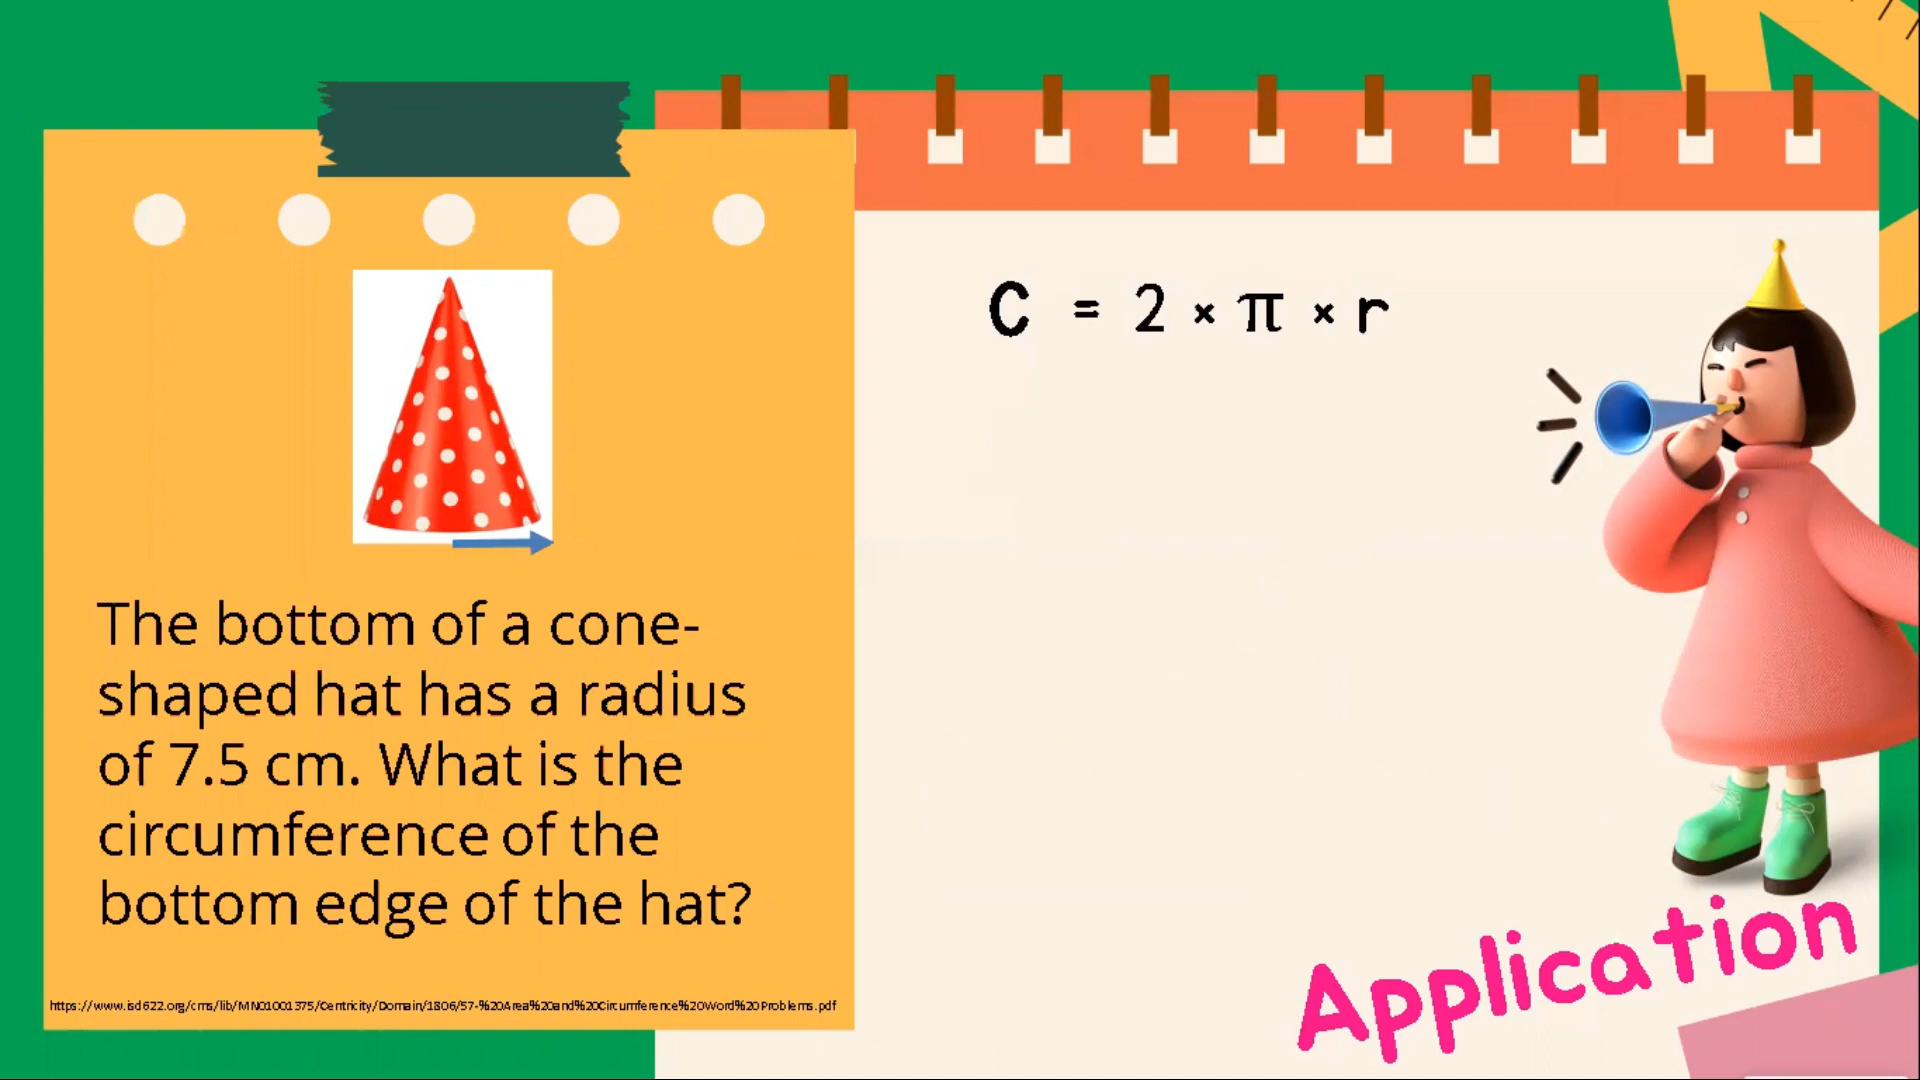 The bottom of a cone-
shaped hat has a radius
of 7.5 cm. What is the
circumference of the
bottom edge of the hat?
https://www.isd622.org/cms/lib/MN01001375/Centricity/Domain/1806/57-%20Area%20and%20Circumference%20Word%20Problems.pdf
C = 2 × π × r
Application